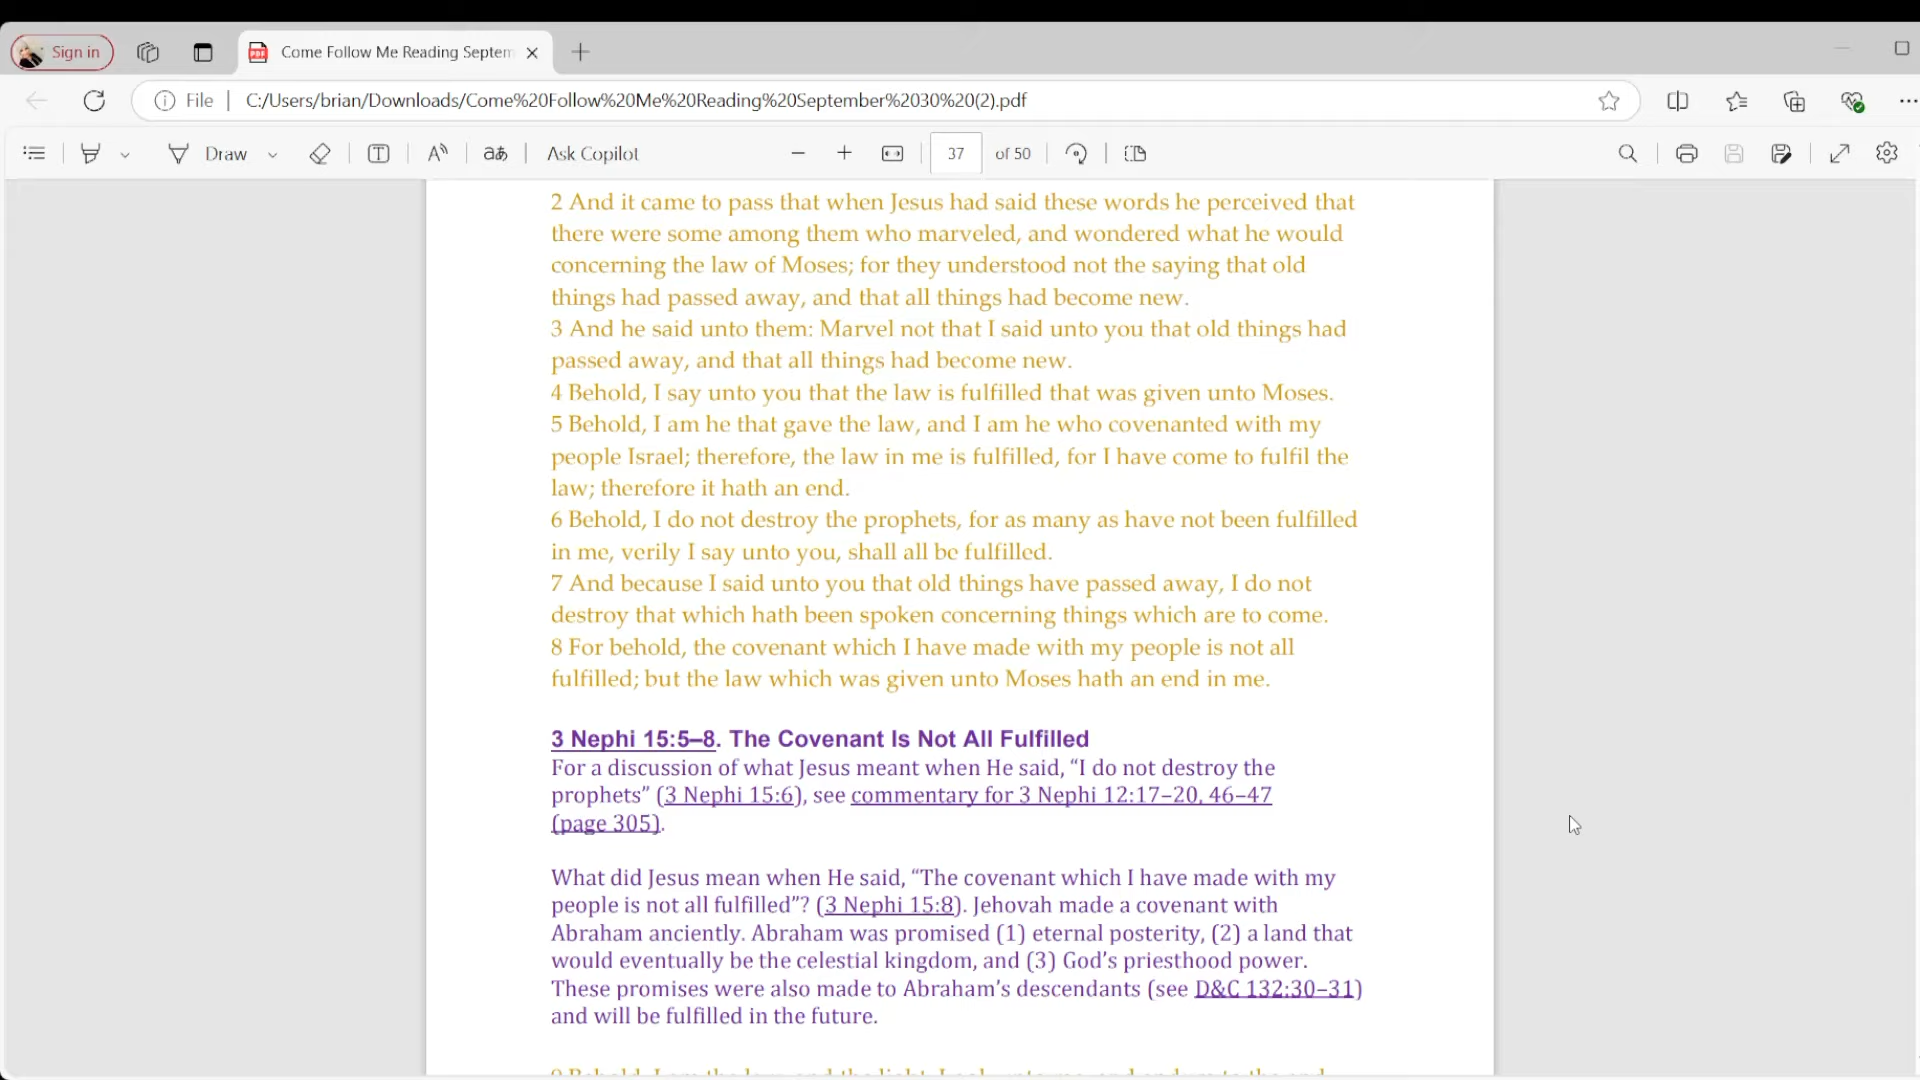 Sign in
Come Follow Me Reading Septem
File
C:/Users/brian/Downloads/Come%20Follow%20Me%20Reading%20September%2030%20(2).pdf
Draw
Ask Copilot
37
of 50
2 And it came to pass that when Jesus had said these words he perceived that
there were some among them who marveled, and wondered what he would
concerning the law of Moses; for they understood not the saying that old
things had passed away, and that all things had become new.
3 And he said unto them: Marvel not that I said unto you that old things had
passed away, and that all things had become new.
4 Behold, I say unto you that the law is fulfilled that was given unto Moses.
5 Behold, I am he that gave the law, and I am he who covenanted with my
people Israel; therefore, the law in me is fulfilled, for I have come to fulfil the
law; therefore it hath an end.
6 Behold, I do not destroy the prophets, for as many as have not been fulfilled
in me, verily I say unto you, shall all be fulfilled.
7 And because I said unto you that old things have passed away, I do not
destroy that which hath been spoken concerning things which are to come.
8 For behold, the covenant which I have made with my people is not all
fulfilled; but the law which was given unto Moses hath an end in me.
3 Nephi 15:5–8. The Covenant Is Not All Fulfilled
For a discussion of what Jesus meant when He said, “I do not destroy the
prophets” (3 Nephi 15:6), see commentary for 3 Nephi 12:17–20, 46–47
(page 305).
What did Jesus mean when He said, “The covenant which I have made with my
people is not all fulfilled”? (3 Nephi 15:8). Jehovah made a covenant with
Abraham anciently. Abraham was promised (1) eternal posterity, (2) a land that
would eventually be the celestial kingdom, and (3) God’s priesthood power.
These promises were also made to Abraham’s descendants (see D&C 132:30–31)
and will be fulfilled in the future.